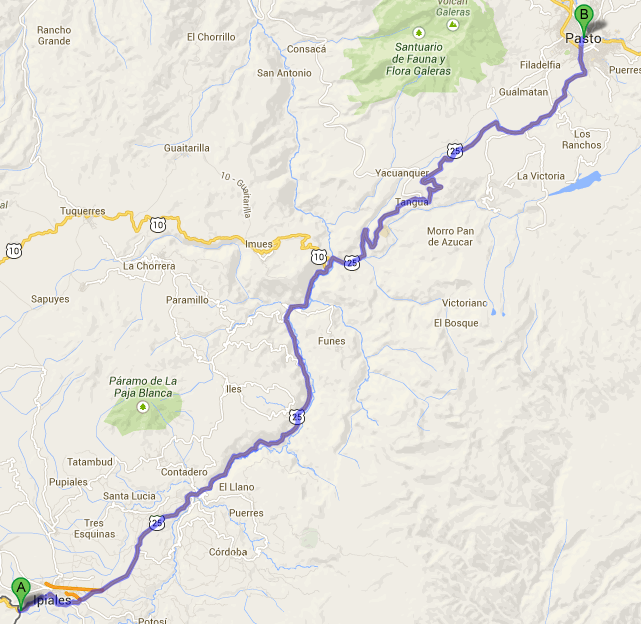 Rancho
Grande
El Chorrillo
Consacá
Volcán
Galeras
B
Pasto
Santuario
de Fauna y
Flora Galeras
San Antonio
Filadelfia
Puerres
Gualmatan
Los
Ranchos
Guaitarilla
25
10 - Guaitarilla
Yacuanquer
La Victoria
al
Tuquerres
10
Tangua
10
Imues
10
25
Morro Pan
de Azucar
La Chorrera
Sapuyes
Paramillo
Victoriano
El Bosque
Funes
Páramo de La
Paja Blanca
Iles
25
Tatambud
Contadero
Pupiales
El Llano
Santa Lucia
Puerres
25
Tres
Esquinas
Córdoba
A
Ipiales
Potosí